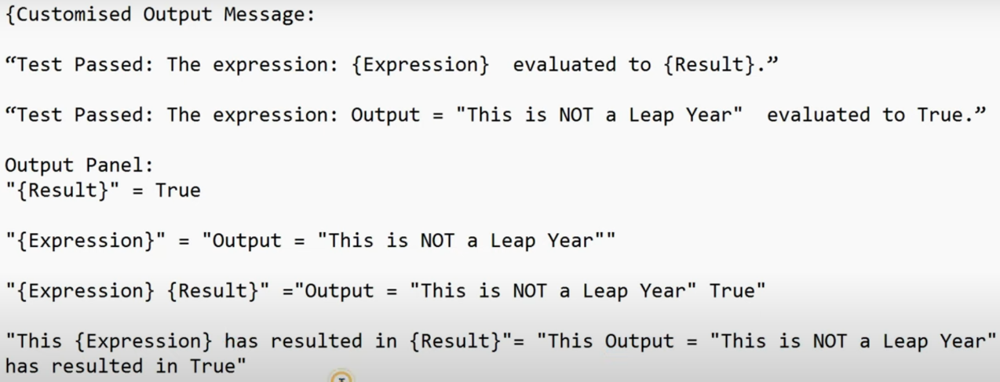 {Customised Output Message:
“Test Passed: The expression: {Expression}  evaluated to {Result}.”
“Test Passed: The expression: Output = "This is NOT a Leap Year"  evaluated to True.”
Output Panel:
"{Result}" = True
"{Expression}" = "Output = "This is NOT a Leap Year""
"{Expression} {Result}" ="Output = "This is NOT a Leap Year" True"
"This {Expression} has resulted in {Result}"= "This Output = "This is NOT a Leap Year"
has resulted in True"